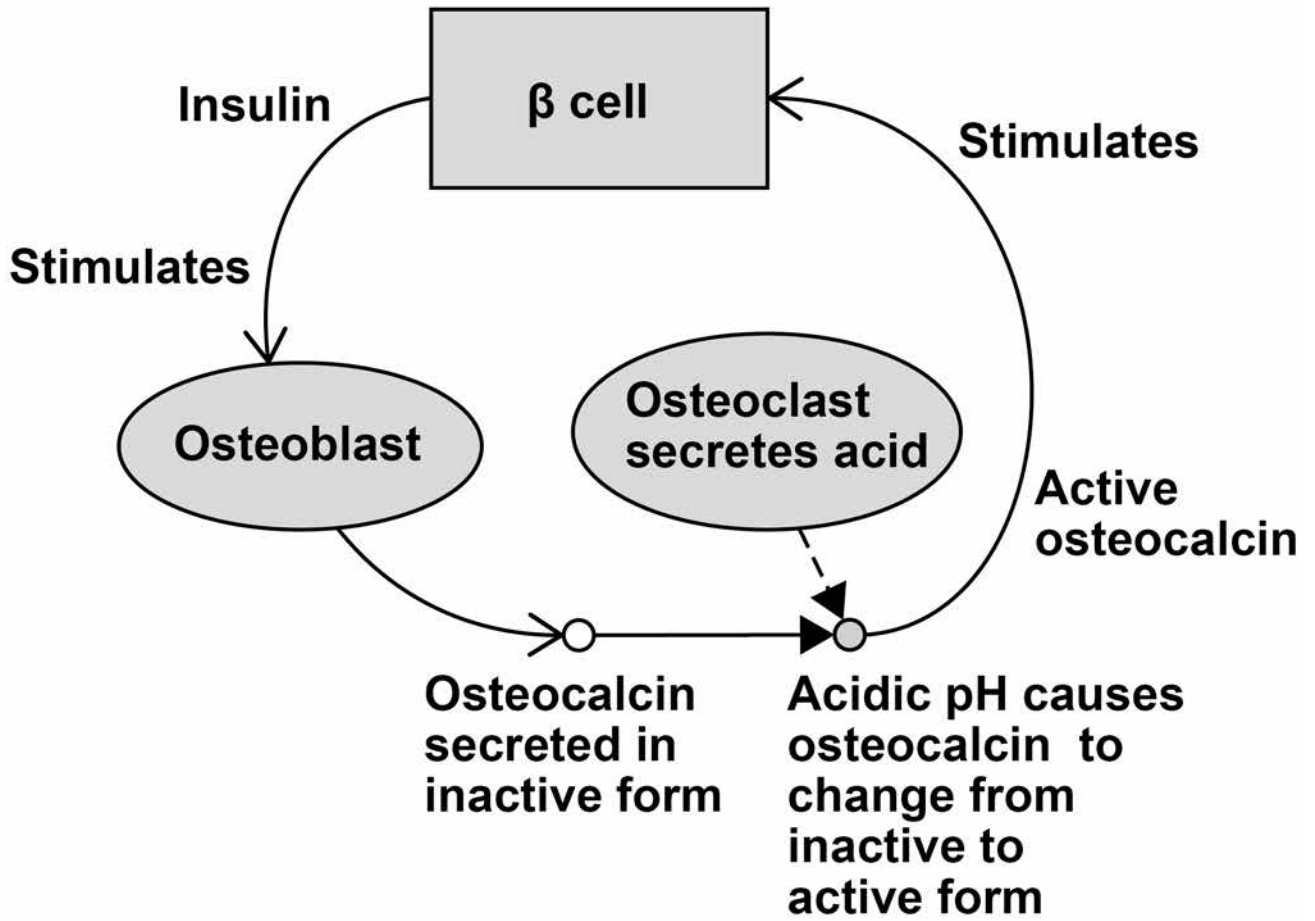 β cell
Insulin
Stimulates
Stimulates
Osteoblast
Osteoclast
secretes acid
Active
osteocalcin
Osteocalcin
secreted in
inactive form
Acidic pH causes
osteocalcin to
change from
inactive to
active form